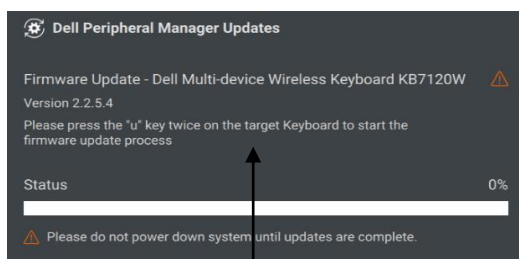 Dell Peripheral Manager Updates
Firmware Update - Dell Multi-device Wireless Keyboard KB7120W
Version 2.2.5.4
Please press the "u" key twice on the target Keyboard to start the
firmware update process
Status 0%
Please do not power down system until updates are complete.